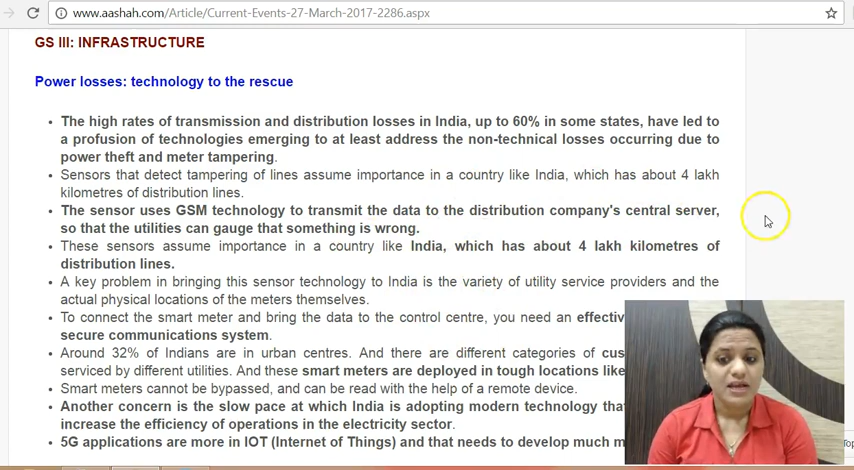 www.aashah.com/Article/Current-Events-27-March-2017-2286.aspx
GS III: INFRASTRUCTURE
Power losses: technology to the rescue
The high rates of transmission and distribution losses in India, up to 60% in some states, have led to
a profusion of technologies emerging to at least address the non-technical losses occurring due to
power theft and meter tampering.
Sensors that detect tampering of lines assume importance in a country like India, which has about 4 lakh
kilometres of distribution lines.
The sensor uses GSM technology to transmit the data to the distribution company's central server,
so that the utilities can gauge that something is wrong.
These sensors assume importance in a country like India, which has about 4 lakh kilometres of
distribution lines.
A key problem in bringing this sensor technology to India is the variety of utility service providers and the
actual physical locations of the meters themselves.
To connect the smart meter and bring the data to the control centre, you need an
secure communications system.
Around 32% of Indians are in urban centres. And there are different categories of
serviced by different utilities. And these smart meters are deployed in tough locations like
Smart meters cannot be bypassed, and can be read with the help of a remote device.
Another concern is the slow pace at which India is adopting modern technology
increase the efficiency of operations in the electricity sector.
5G applications are more in IOT (Internet of Things) and that needs to develop much